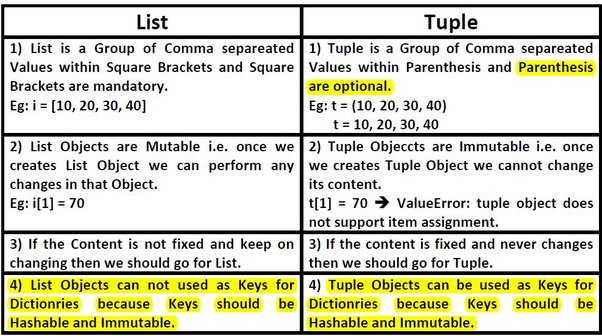 List
Tuple
1) List is a Group of Comma separeated
Values within Square Brackets and Square
Brackets are mandatory.
Eg: i = [10, 20, 30, 40]
1) Tuple is a Group of Comma separeated
Values within Parenthesis and Parenthesis
are optional.
Eg: t = (10, 20, 30, 40)
t = 10, 20, 30, 40
2) List Objects are Mutable i.e. once we
creates List Object we can perform any
changes in that Object.
Eg: i[1] = 70
2) Tuple Objeccts are Immutable i.e. once
we creates Tuple Object we cannot change
its content.
t[1] = 70 ➔ ValueError: tuple object does
not support item assignment.
3) If the Content is not fixed and keep on
changing then we should go for List.
3) If the content is fixed and never changes
then we should go for Tuple.
4) List Objects can not used as Keys for
Dictionries because Keys should be
Hashable and Immutable.
4) Tuple Objects can be used as Keys for
Dictionries because Keys should be
Hashable and Immutable.